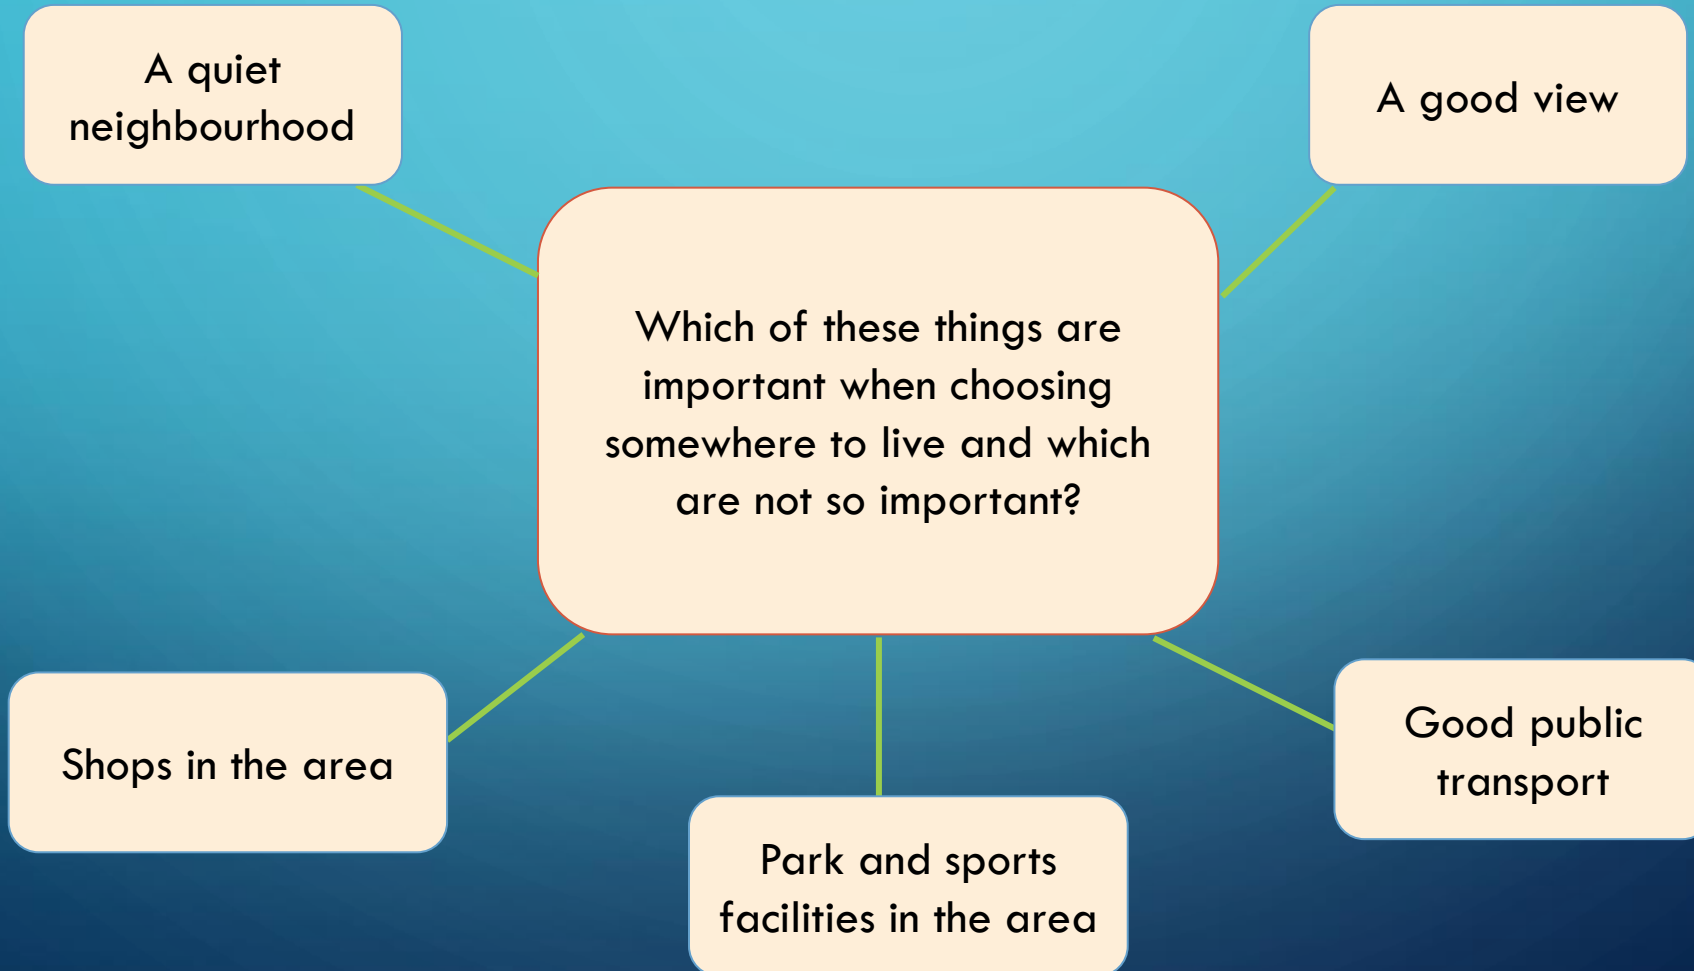 A quiet
neighbourhood
A good view
Which of these things are
important when choosing
somewhere to live and which
are not so important?
Shops in the area
Good public
transport
Park and sports
facilities in the area